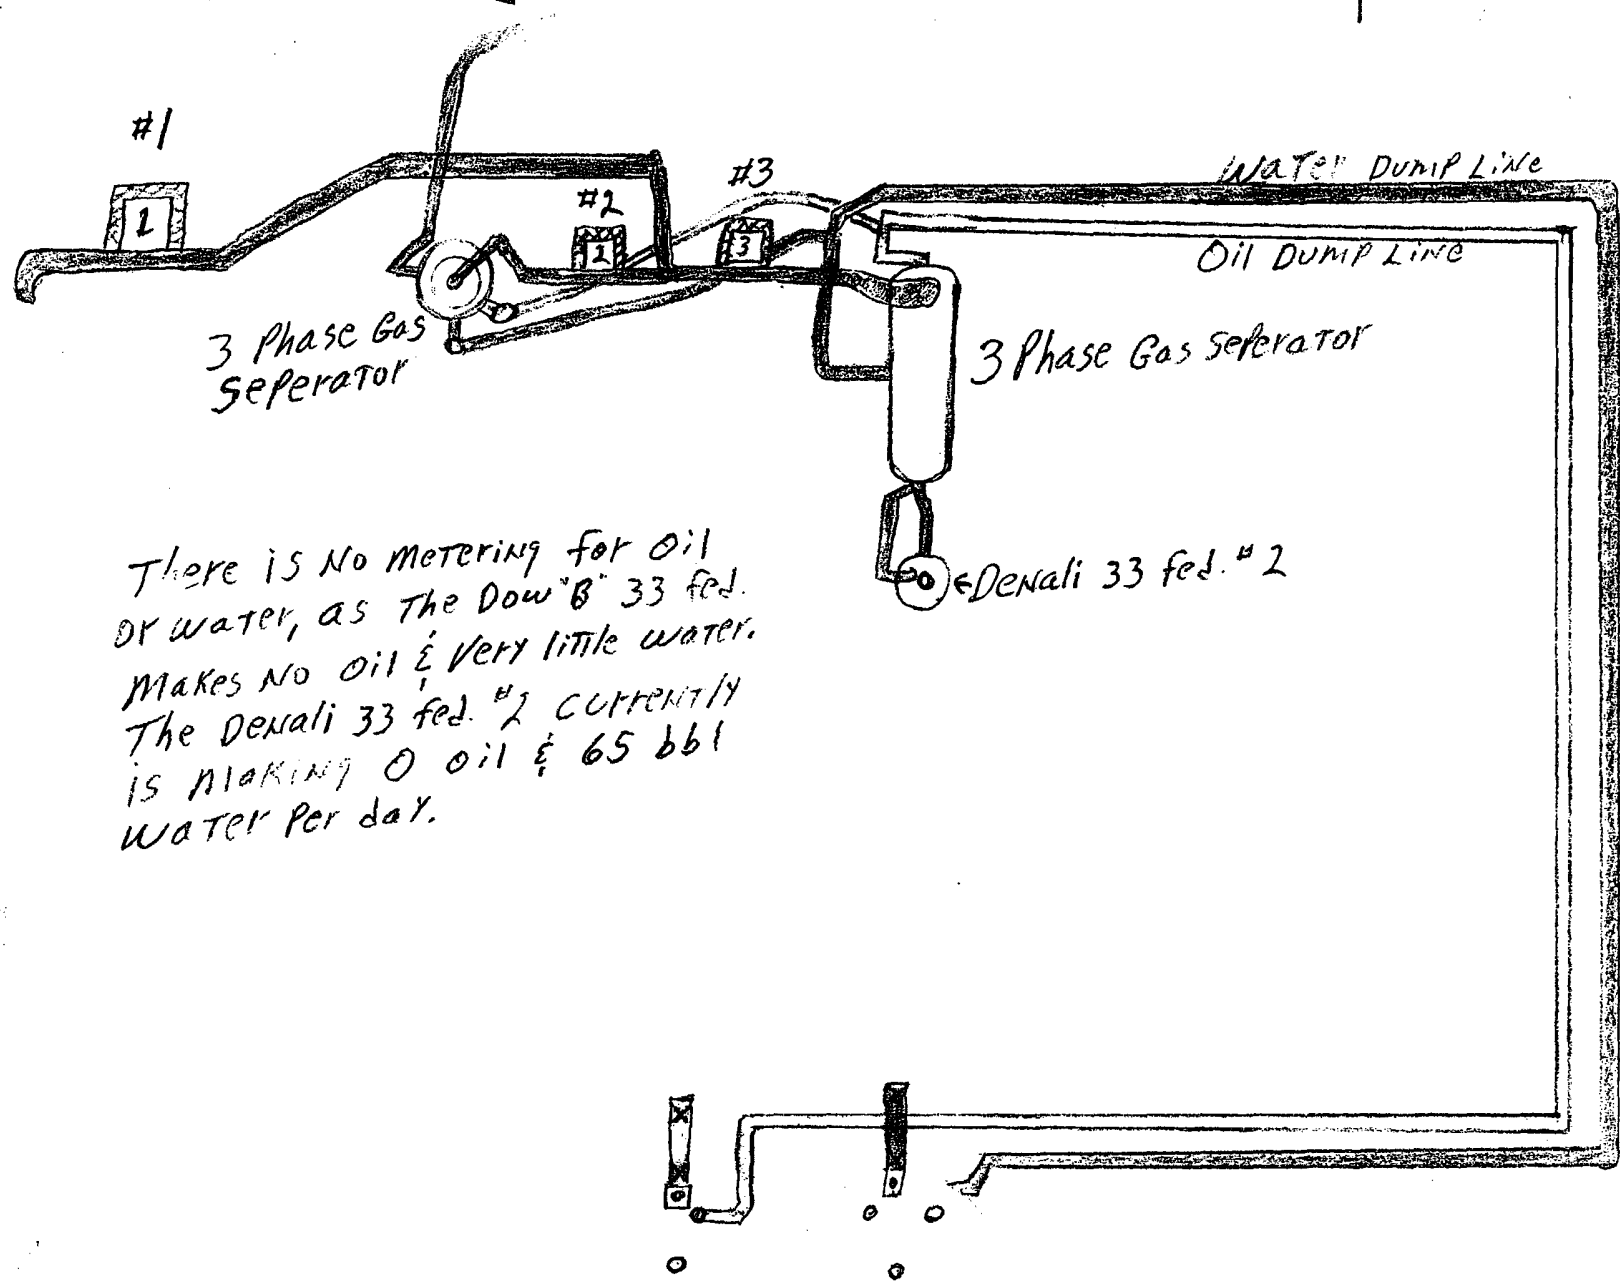 #1
1
#2
2
#3
3
Water Dump Line
Oil Dump Line
3 Phase Gas
Seperator
3 Phase Gas Seperator
There is No metering for oil
or water, as The Dow "B" 33 fed.
Makes No oil & Very little water.
The Denali 33 fed. #2 currently
is making 0 oil & 65 bbl
water Per day.
Denali 33 fed. #2